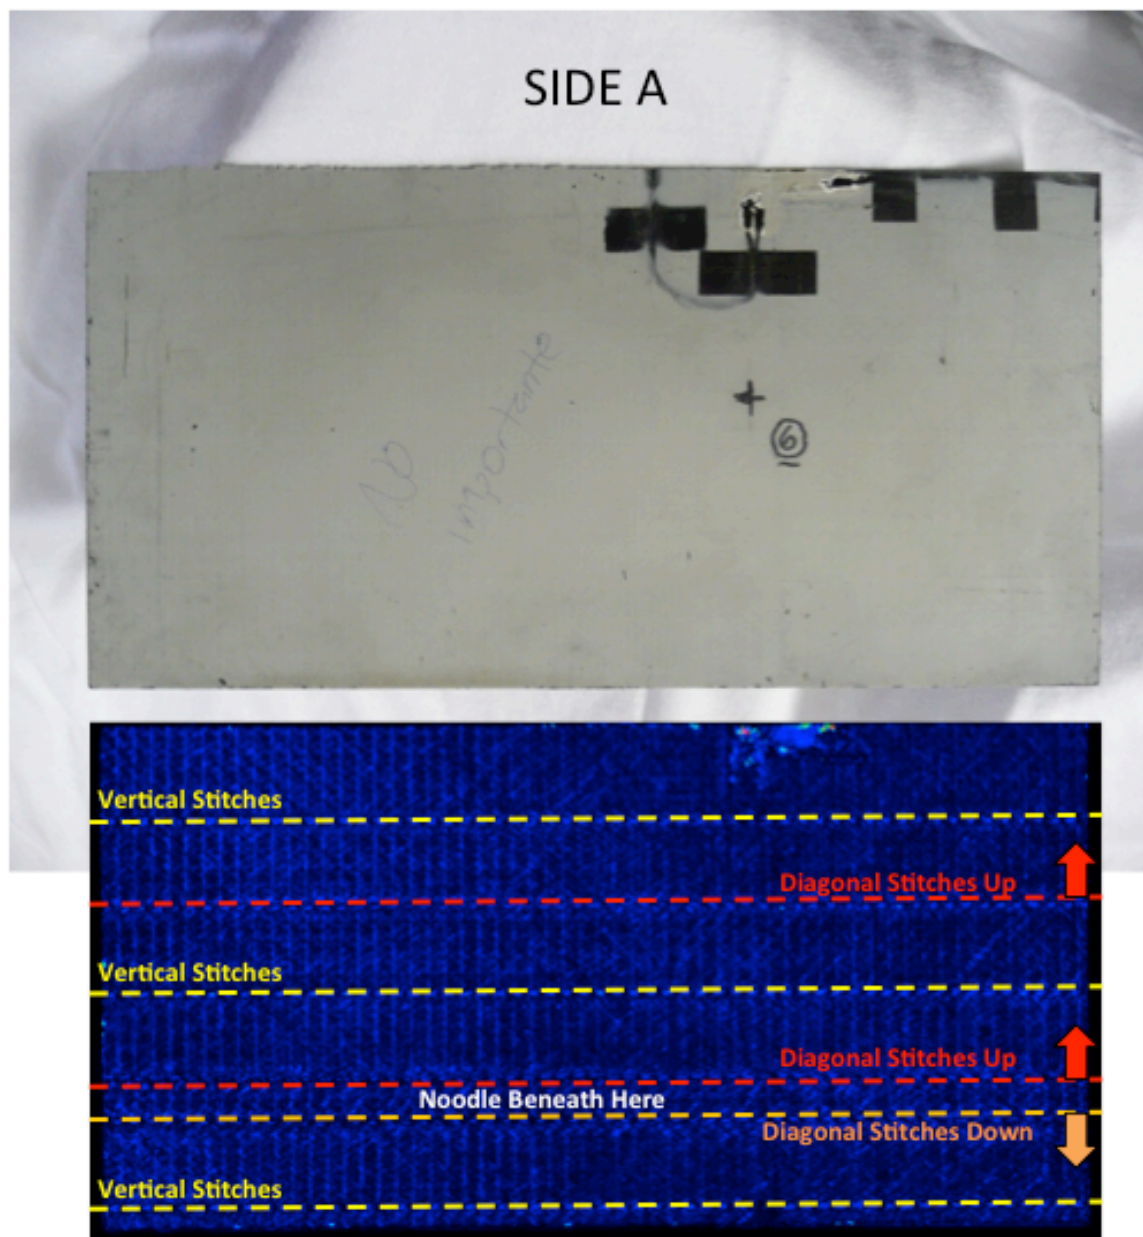 SIDE A
No
importante
6
Vertical Stitches
Diagonal Stitches Up
Vertical Stitches
Diagonal Stitches Up
Noodle Beneath Here
Diagonal Stitches Down
Vertical Stitches